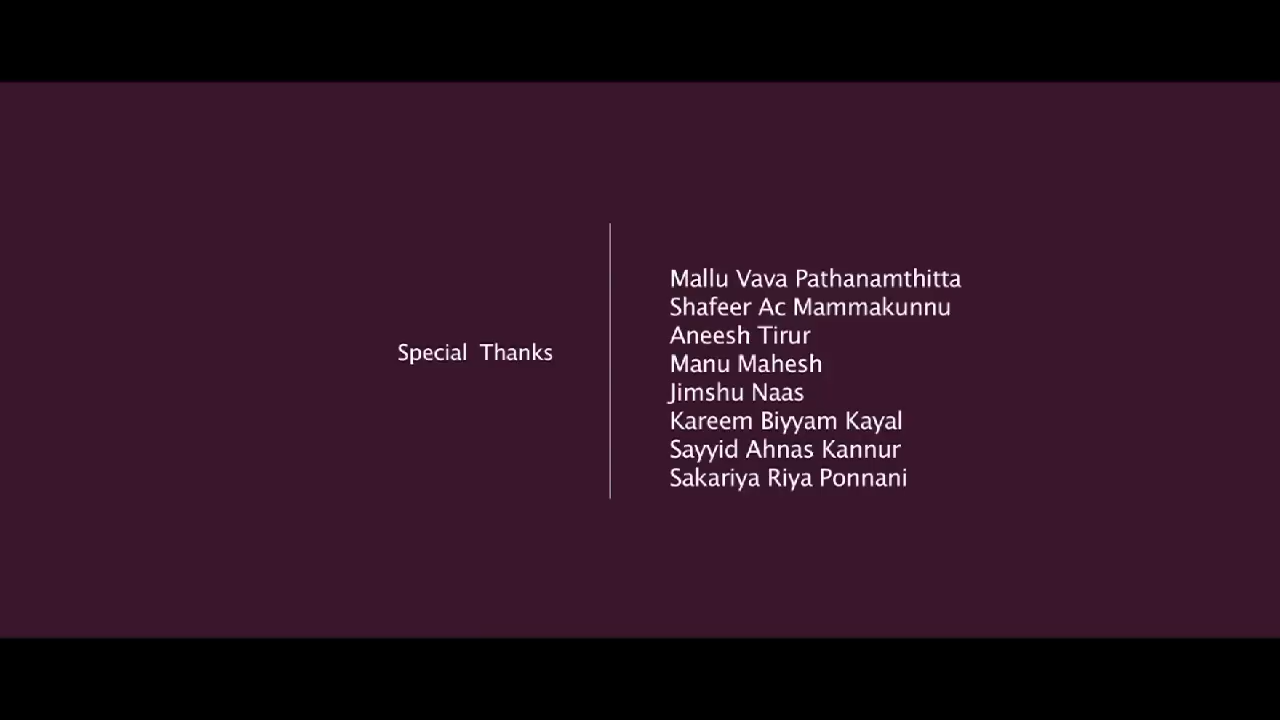 Special Thanks
Mallu Vava Pathanamthitta
Shafeer Ac Mammakunnu
Aneesh Tirur
Manu Mahesh
Jimshu Naas
Kareem Biyyam Kayal
Sayyid Ahnas Kannur
Sakariya Riya Ponnani